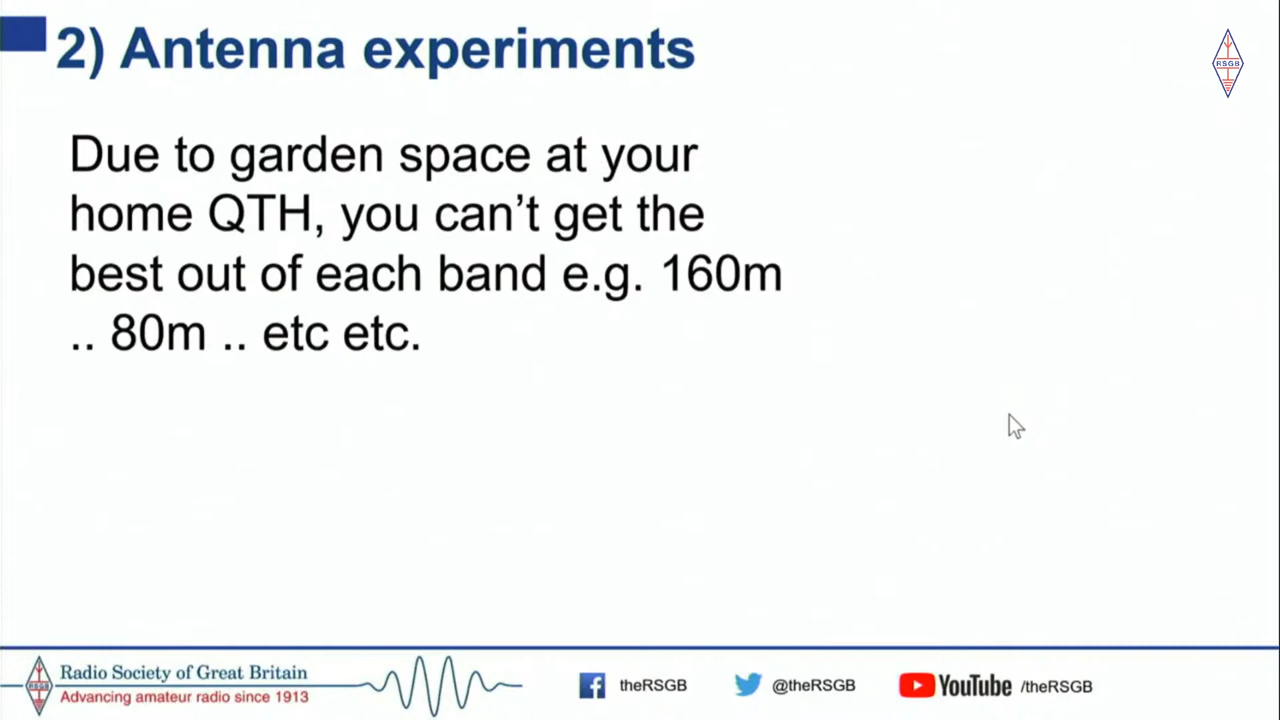 2) Antenna experiments
RSGB
Due to garden space at your
home QTH, you can’t get the
best out of each band e.g. 160m
.. 80m .. etc etc.
RSGB
Radio Society of Great Britain
Advancing amateur radio since 1913
theRSGB
@theRSGB
YouTube /theRSGB